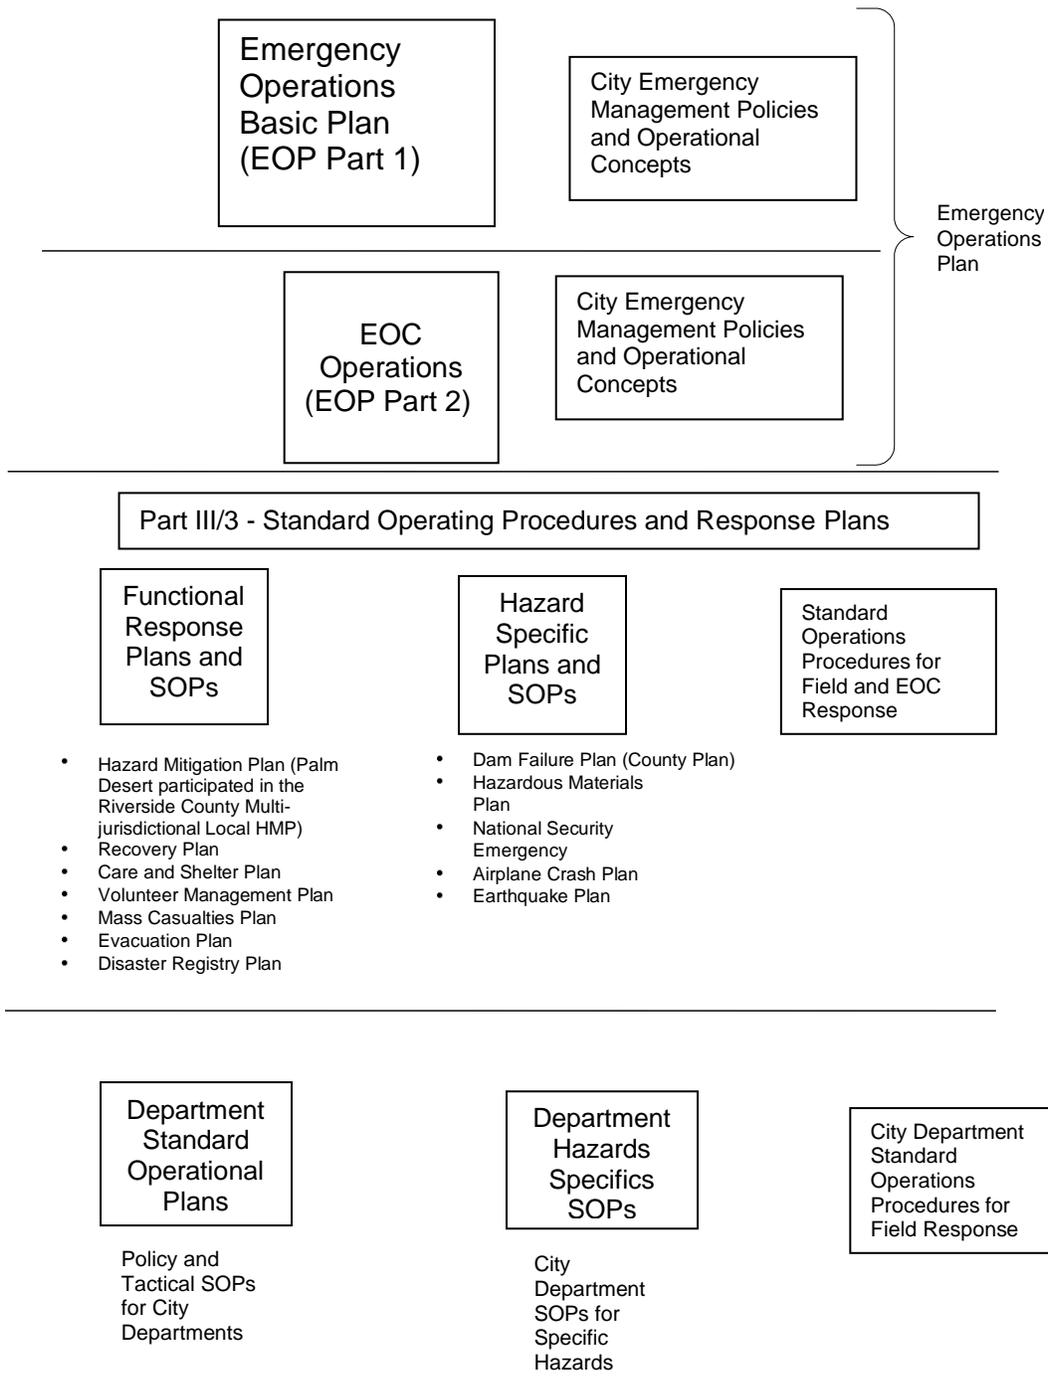 Emergency
Operations
Basic Plan
(EOP Part 1)
City Emergency
Management Policies
and Operational
Concepts
Emergency
Operations
Plan
EOC
Operations
(EOP Part 2)
City Emergency
Management Policies
and Operational
Concepts
Part III/3 - Standard Operating Procedures and Response Plans
Functional
Response
Plans and
SOPs
Hazard
Specific
Plans and
SOPs
Standard
Operations
Procedures for
Field and EOC
Response
• Hazard Mitigation Plan (Palm
Desert participated in the
Riverside County Multi-
jurisdictional Local HMP)
• Recovery Plan
• Care and Shelter Plan
• Volunteer Management Plan
• Mass Casualties Plan
• Evacuation Plan
• Disaster Registry Plan
• Dam Failure Plan (County Plan)
• Hazardous Materials
Plan
• National Security
Emergency
• Airplane Crash Plan
• Earthquake Plan
Department
Standard
Operational
Plans
Policy and
Tactical SOPs
for City
Departments
Department
Hazards
Specifics
SOPs
City
Department
SOPs for
Specific
Hazards
City Department
Standard
Operations
Procedures for
Field Response